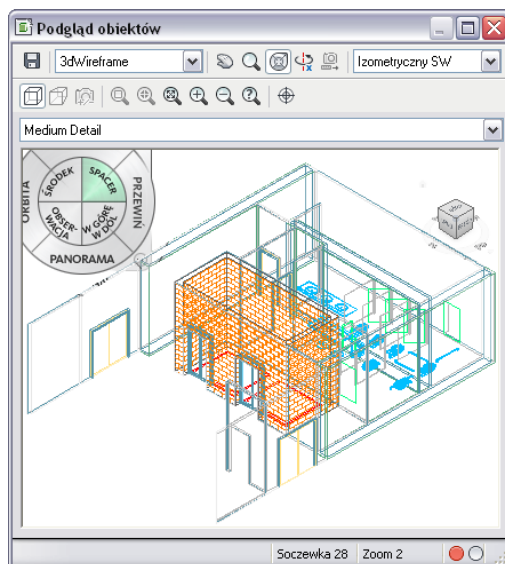 Podgląd obiektów
3dWireframe
Izometryczny SW
Medium Detail
ORBITA
ŚRODEK
SPACER
PRZEWIŃ
OBSER-
WACJA
W GÓRĘ
W DÓŁ
PANORAMA
Soczewka 28
Zoom 2